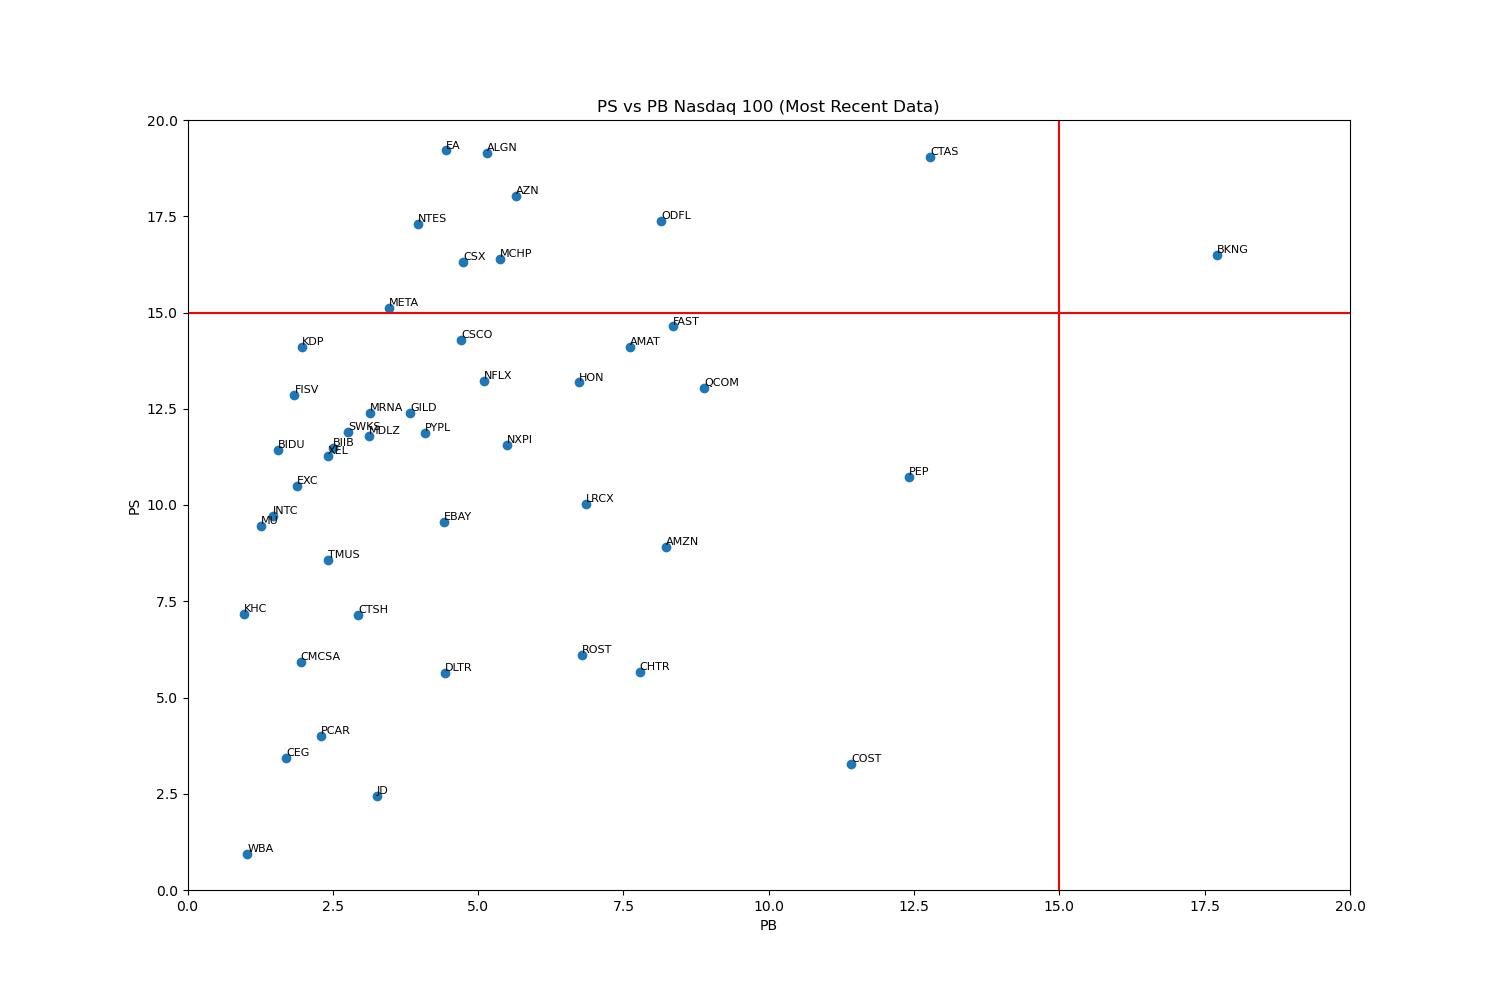 PS vs PB Nasdaq 100 (Most Recent Data)
20.0
EA
ALGN
CTAS
AZN
17.5
NTES
ODFL
CSX
MCHP
BKNG
META
15.0
FAST
CSCO
KDP
AMAT
NFLX
HON
QCOM
FISV
12.5
MRNA
GILD
SWKS
MDLZ
PYPL
NXPI
BIDU
BIIB
XEL
PEP
EXC
LRCX
10.0
PS
INTC
MU
EBAY
AMZN
TMUS
7.5
KHC
CTSH
CMCSA
ROST
DLTR
CHTR
5.0
PCAR
CEG
COST
2.5
JD
WBA
0.0
0.0 2.5 5.0 7.5 10.0 12.5 15.0 17.5 20.0
PB